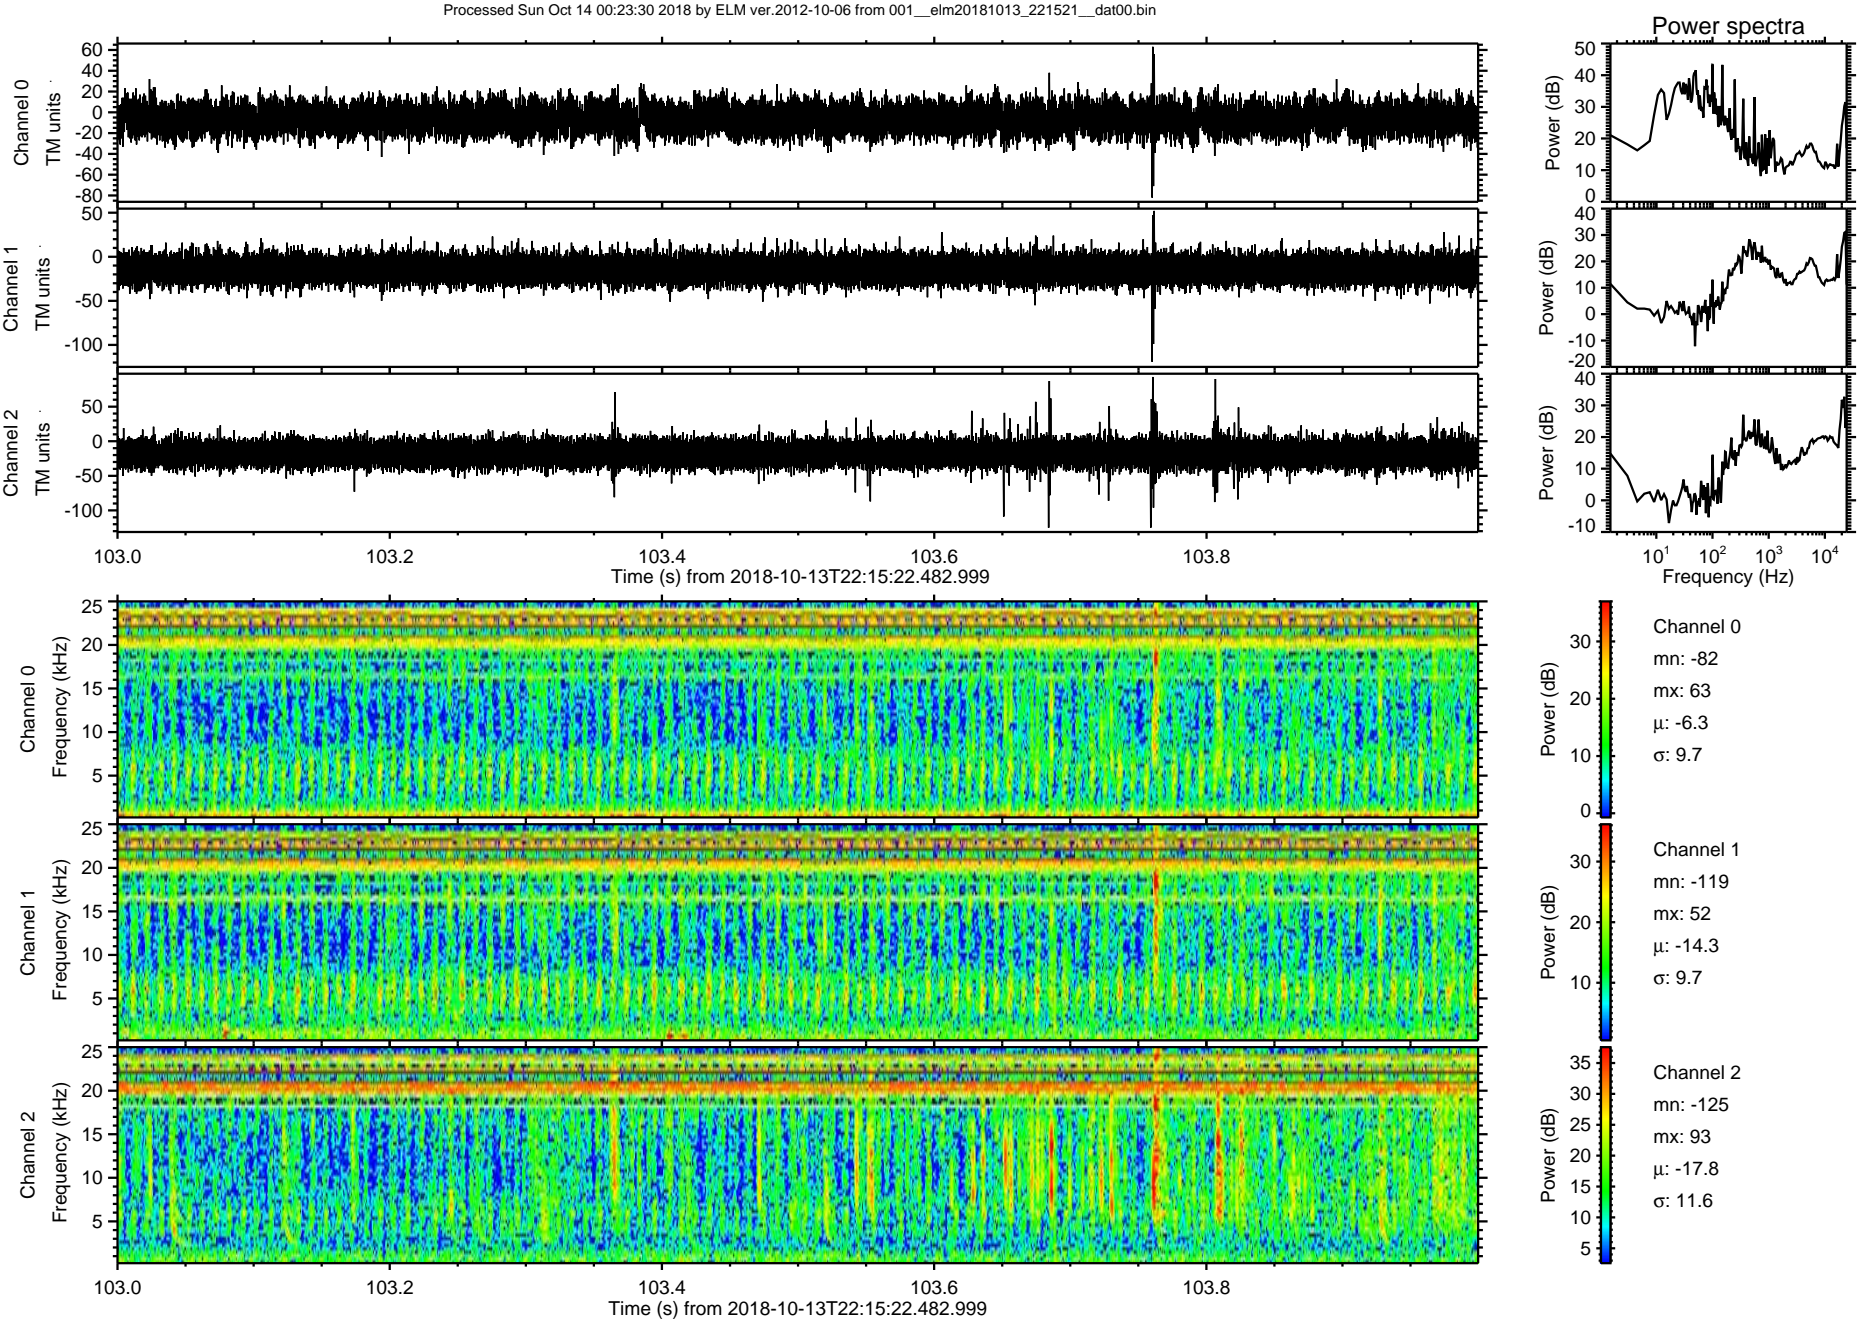 Processed Sun Oct 14 00:23:30 2018 by ELM ver.2012-10-06 from 001__elm20181013_221521__dat00.bin
Power spectra
Channel 0
TM units
60
40
20
0
-20
-40
-60
-80
Power (dB)
50
40
30
20
10
0
Channel 1
TM units
50
0
-50
-100
Power (dB)
40
30
20
10
0
-10
-20
Channel 2
TM units
50
0
-50
-100
Power (dB)
40
30
20
10
0
-10
103.0 103.2 103.4 103.6 103.8
Time (s) from 2018-10-13T22:15:22.482.999
10^1 10^2 10^3 10^4
Frequency (Hz)
Channel 0
Frequency (kHz)
25
20
15
10
5
Power (dB)
30
20
10
0
Channel 0
mn: -82
mx: 63
μ: -6.3
σ: 9.7
Channel 1
Frequency (kHz)
25
20
15
10
5
Power (dB)
30
20
10
Channel 1
mn: -119
mx: 52
μ: -14.3
σ: 9.7
Channel 2
Frequency (kHz)
25
20
15
10
5
Power (dB)
35
30
25
20
15
10
5
Channel 2
mn: -125
mx: 93
μ: -17.8
σ: 11.6
103.0 103.2 103.4 103.6 103.8
Time (s) from 2018-10-13T22:15:22.482.999